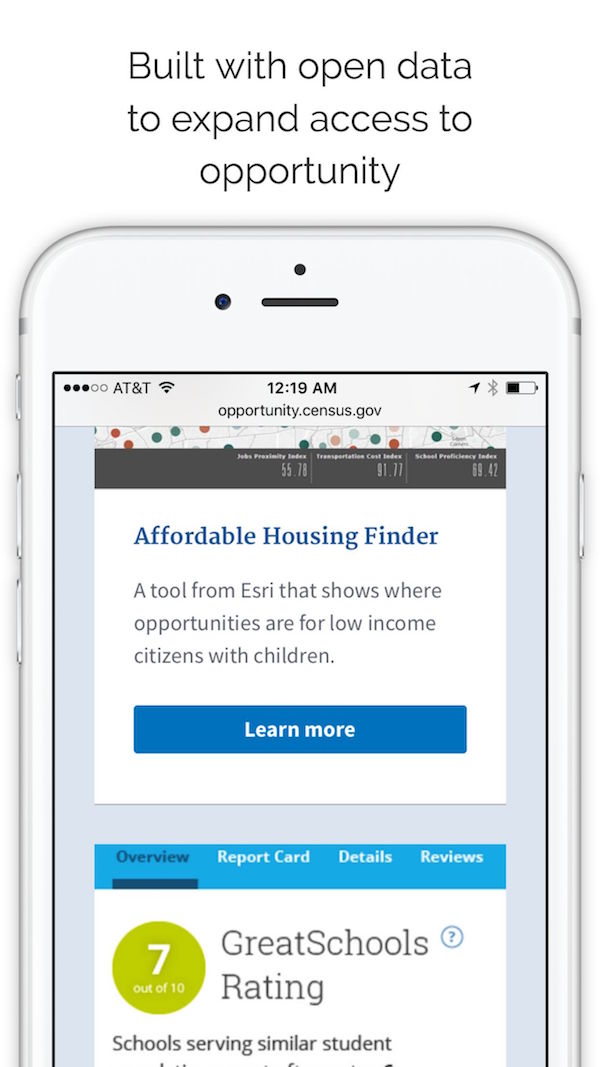 Built with open data
to expand access to
opportunity
AT&T 12:19 AM
opportunity.census.gov
Jobs Proximity Index Transportation Cost Index School Proficiency Index
55.78 91.77 69.42
Affordable Housing Finder
A tool from Esri that shows where
opportunities are for low income
citizens with children.
Learn more
Overview Report Card Details Reviews
7
out of 10
GreatSchools ?
Rating
Schools serving similar student